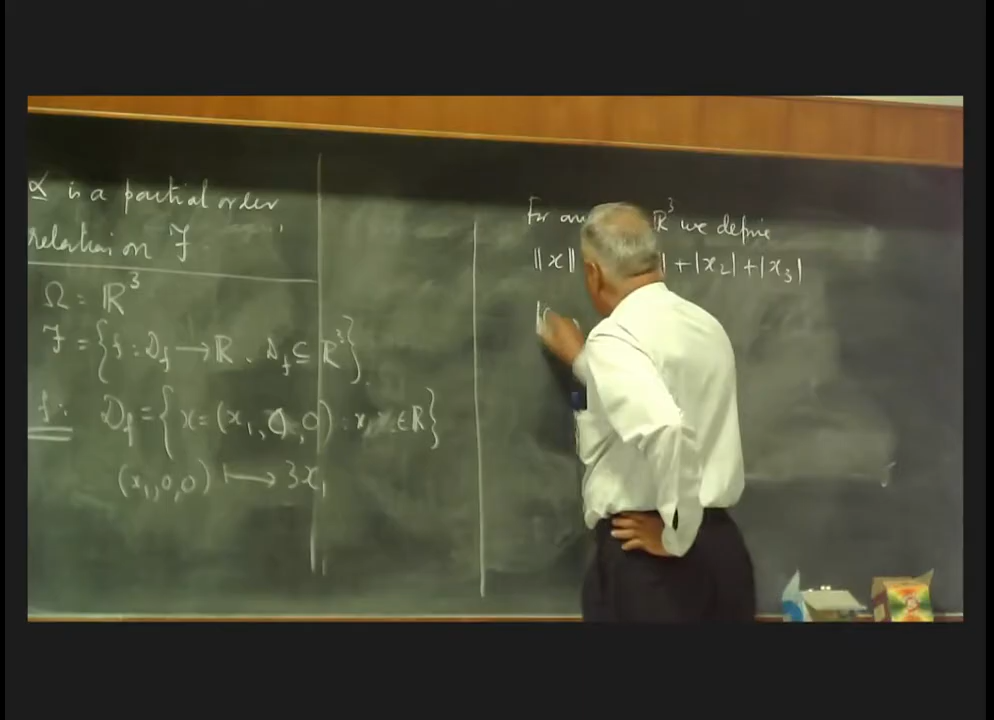 ∝ is a partial order
relation on ℱ
Ω = ℝ³
ℱ = { f : D_f → ℝ . D_f ⊆ ℝ³ }.
f: D_f = { x = (x₁, 0, 0) : x₁ ∈ ℝ }
(x₁, 0, 0) ⟼ 3x₁
For ℝ³ we define
‖x‖ | + |x₂| + |x₃|